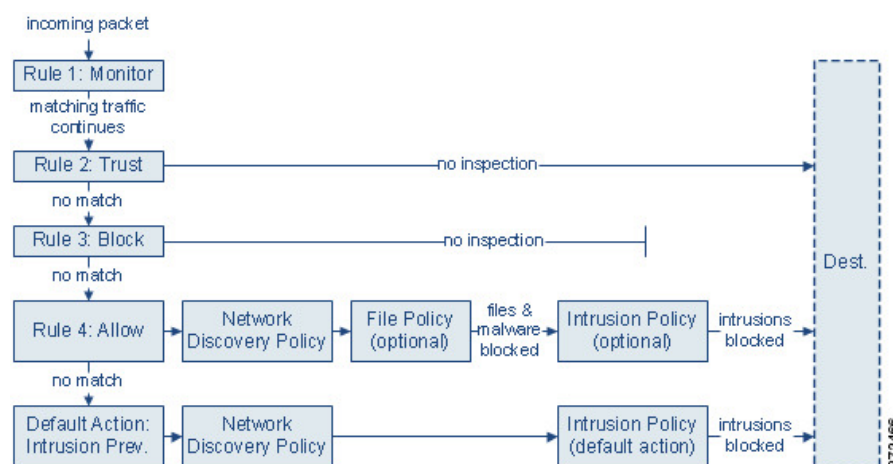 incoming packet
Rule 1: Monitor
matching traffic
continues
Rule 2: Trust
no inspection
no match
Rule 3: Block
no inspection
no match
Dest.
Rule 4: Allow
Network
Discovery Policy
File Policy
(optional)
files &
malware
blocked
Intrusion Policy
(optional)
intrusions
blocked
no match
Default Action:
Intrusion Prev.
Network
Discovery Policy
Intrusion Policy
(default action)
intrusions
blocked